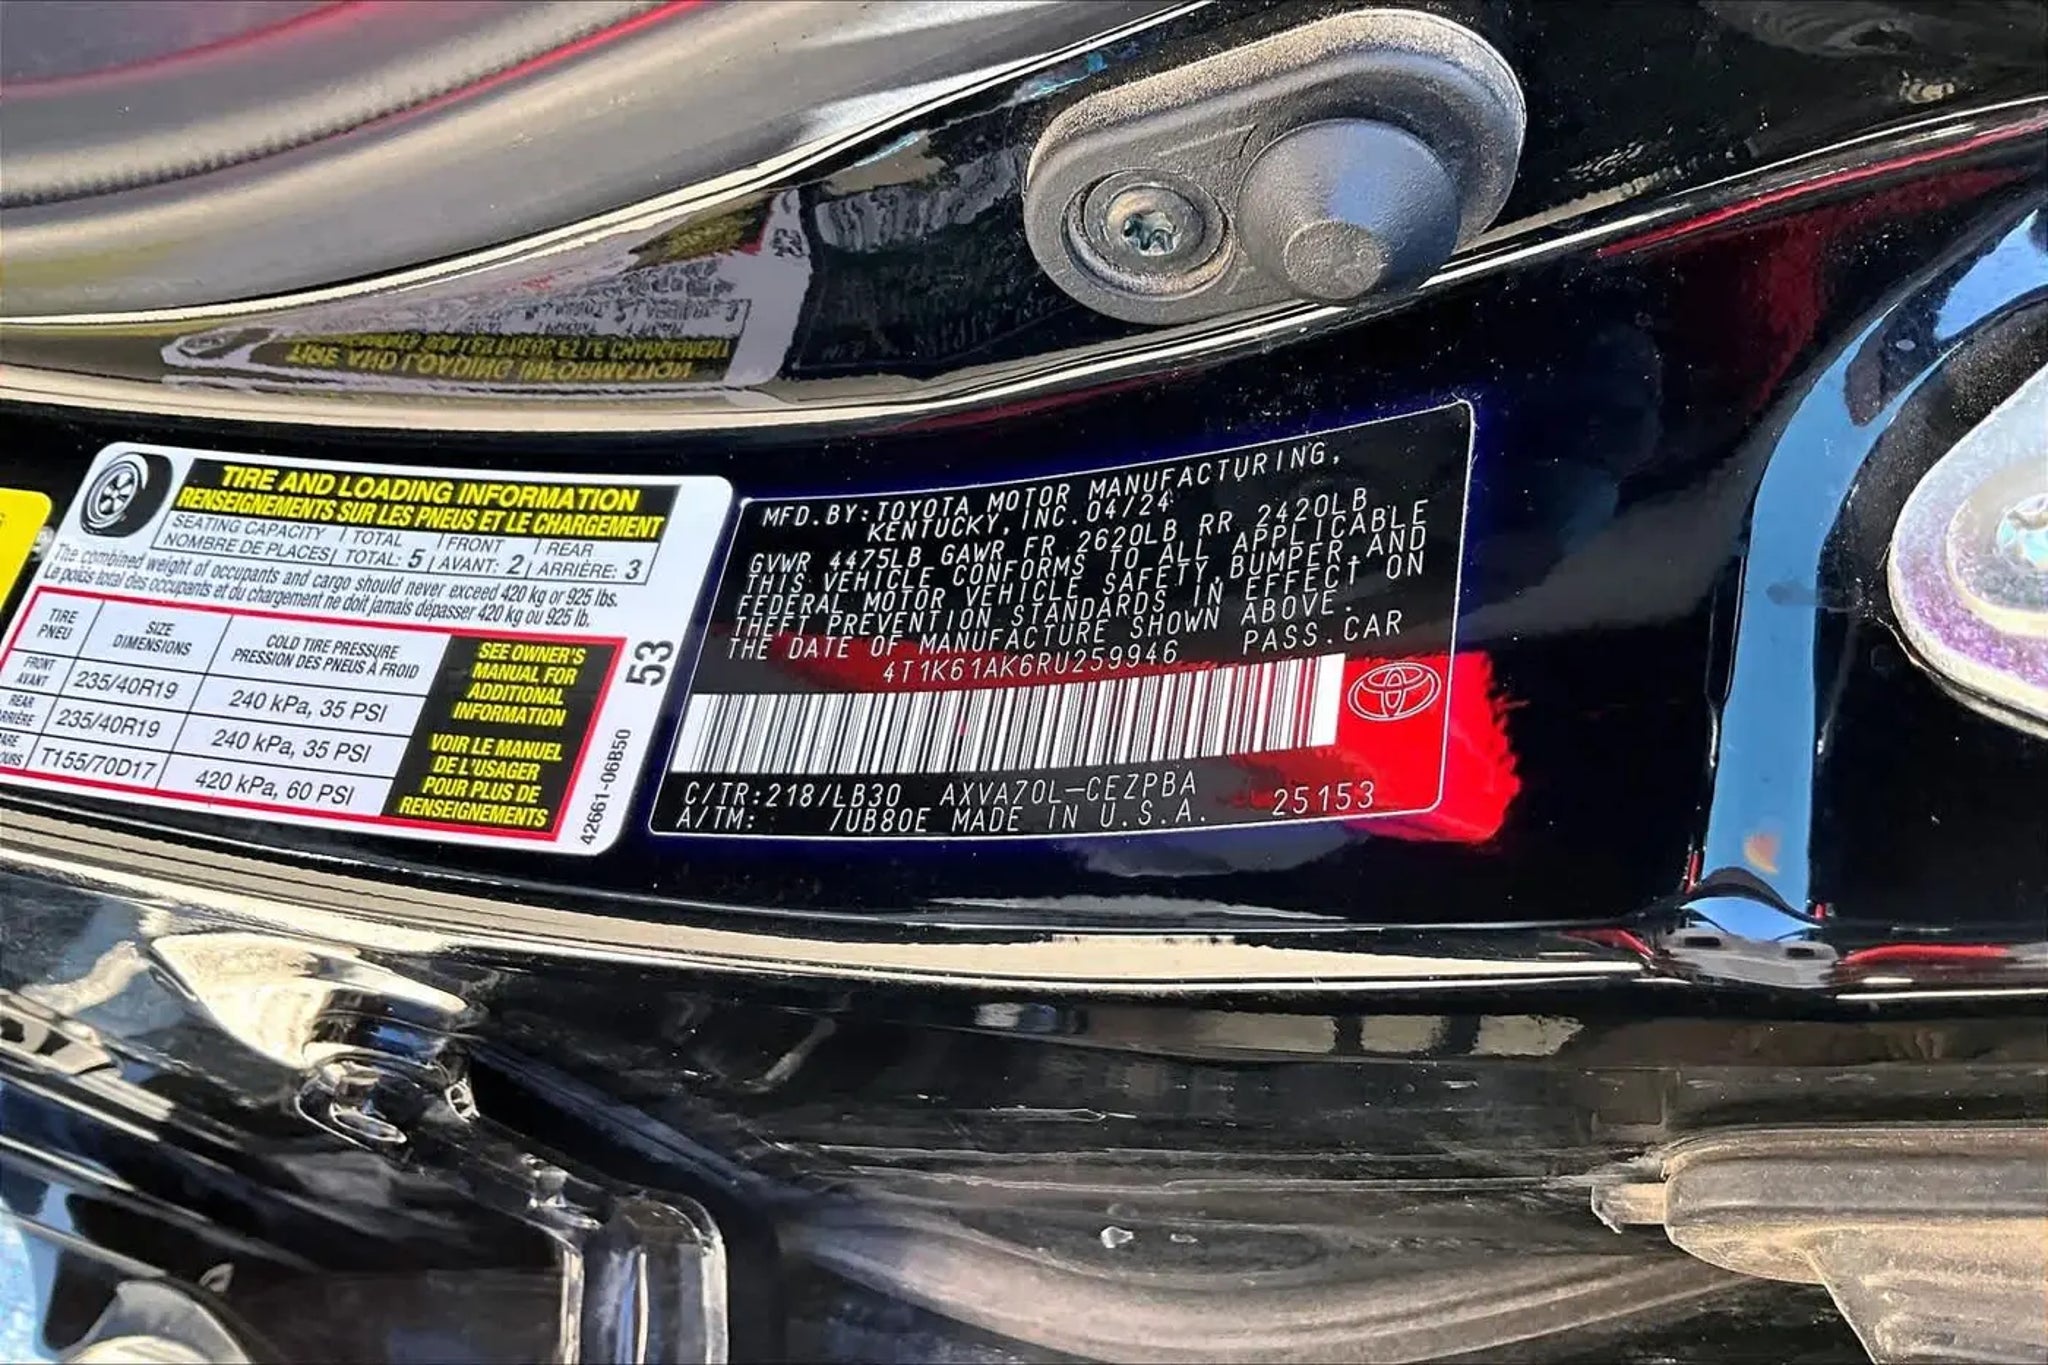 TIRE AND LOADING INFORMATION
RENSEIGNEMENTS SUR LES PNEUS ET LE CHARGEMENT
SEATING CAPACITY TOTAL FRONT REAR
NOMBRE DE PLACES TOTAL: 5 AVANT: 2 ARRIÈRE: 3
The combined weight of occupants and cargo should never exceed 420 kg or 925 lbs.
Le poids total des occupants et du chargement ne doit jamais dépasser 420 kg ou 925 lb.
TIRE SIZE COLD TIRE PRESSURE
PNEU DIMENSIONS PRESSION DES PNEUS À FROID
FRONT
AVANT 235/40R19 240 kPa, 35 PSI
REAR
235/40R19 240 kPa, 35 PSI
T155/70D17 420 kPa, 60 PSI
SEE OWNER'S
MANUAL FOR
ADDITIONAL
INFORMATION
VOIR LE MANUEL
DE L'USAGER
POUR PLUS DE
RENSEIGNEMENTS
53
42661-06B50
MFD.BY:TOYOTA MOTOR MANUFACTURING,
KENTUCKY, INC. 04/24
GVWR 4475LB GAWR FR 2620LB RR 2420LB
THIS VEHICLE CONFORMS TO ALL APPLICABLE
FEDERAL MOTOR VEHICLE SAFETY, BUMPER, AND
THEFT PREVENTION STANDARDS IN EFFECT ON
THE DATE OF MANUFACTURE SHOWN ABOVE.
4T1K61AK6RU259946 PASS.CAR
C/TR:218/LB30 AXVA70L-CEZPBA
A/TM: /UB80E MADE IN U.S.A. 25153